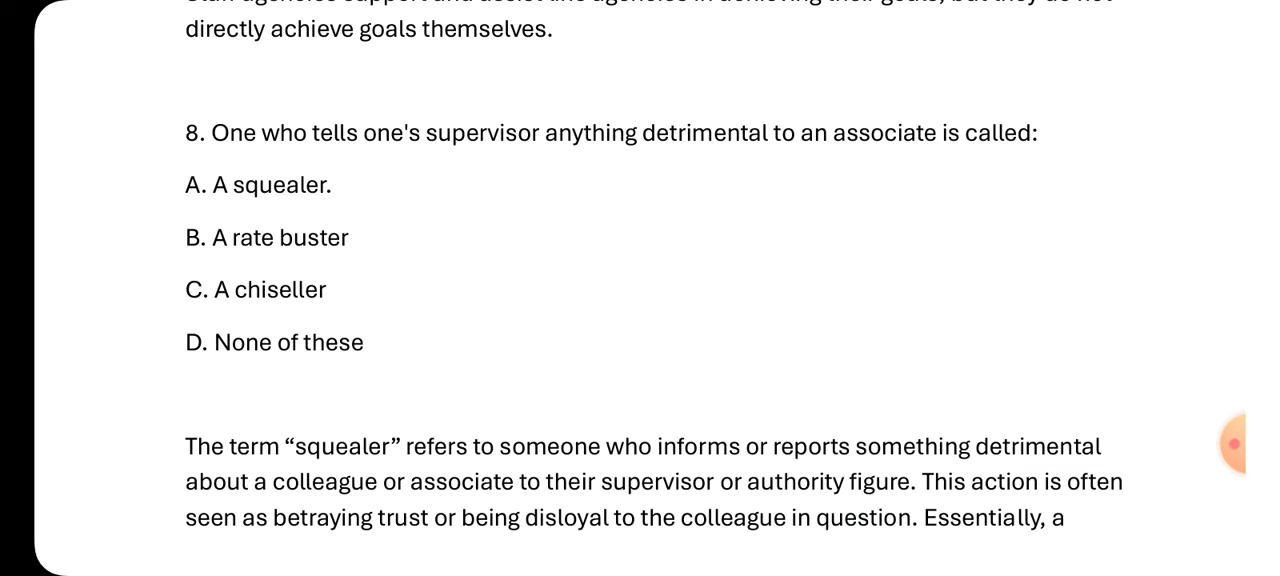 directly achieve goals themselves.
8. One who tells one's supervisor anything detrimental to an associate is called:
A. A squealer.
B. A rate buster
C. A chiseller
D. None of these
The term “squealer” refers to someone who informs or reports something detrimental
about a colleague or associate to their supervisor or authority figure. This action is often
seen as betraying trust or being disloyal to the colleague in question. Essentially, a